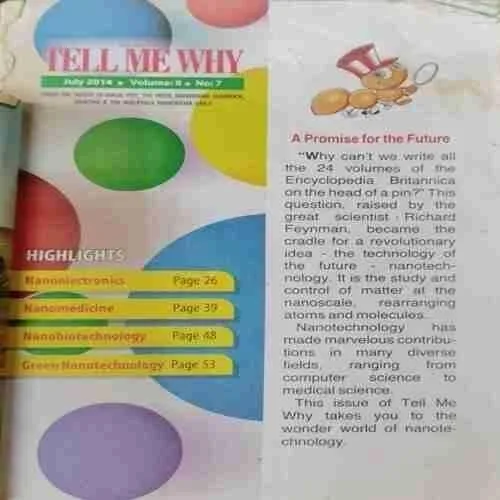 TELL ME WHY
July 2014 • Volume: 8 • No: 7
HIGHLIGHTS
Nanoelectronics Page 26
Nanomedicine Page 39
Nanobiotechnology Page 48
Green Nanotechnology Page 53
A Promise for the Future
"Why can't we write all
the 24 volumes of the
Encyclopedia Britannica
on the head of a pin?" This
question, raised by the
great scientist Richard
Feynman, became the
cradle for a revolutionary
idea - the technology of
the future - nanotech-
nology. It is the study and
control of matter at the
nanoscale, rearranging
atoms and molecules.
Nanotechnology has
made marvelous contribu-
tions in many diverse
fields, ranging from
computer science to
medical science.
This issue of Tell Me
Why takes you to the
wonder world of nanote-
chnology.